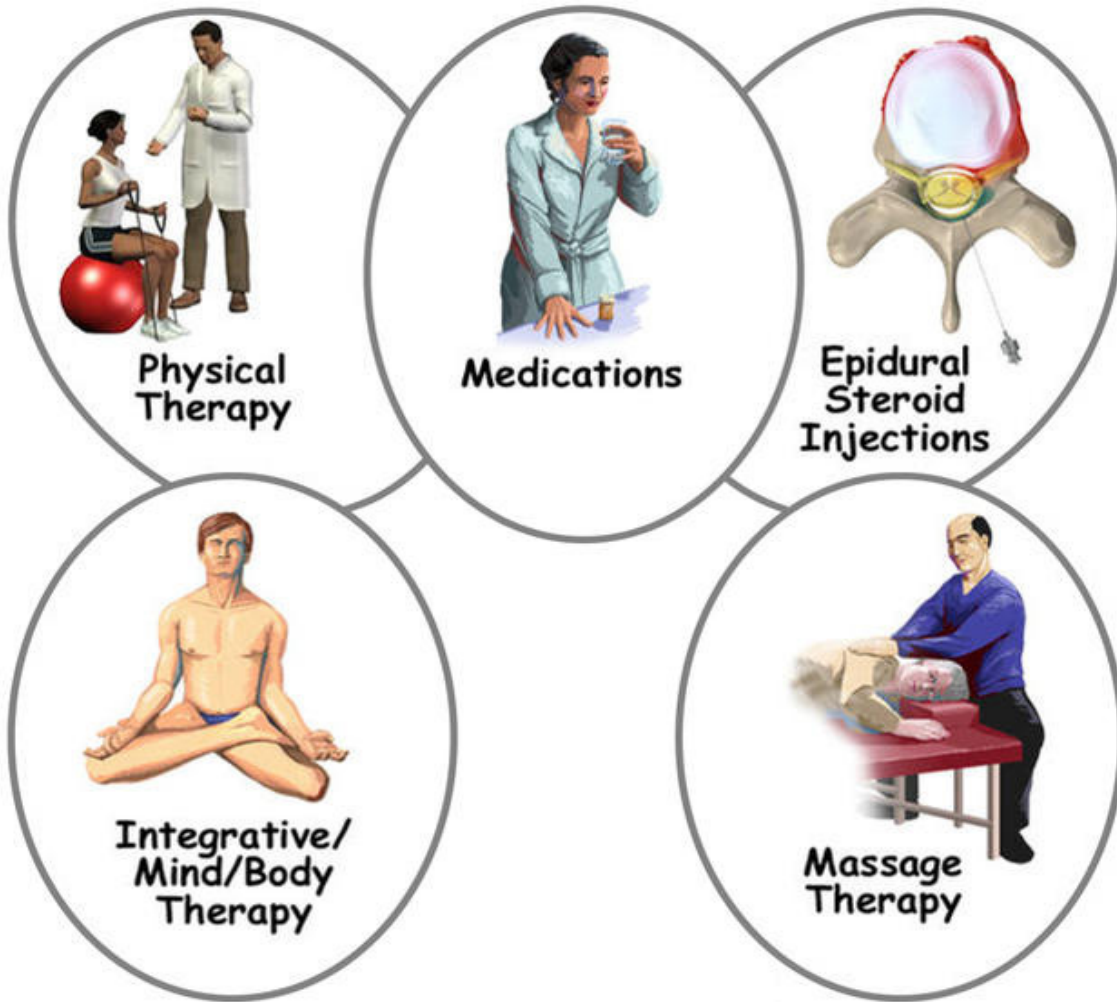 Physical
Therapy
Medications
Epidural
Steroid
Injections
Integrative/
Mind/Body
Therapy
Massage
Therapy